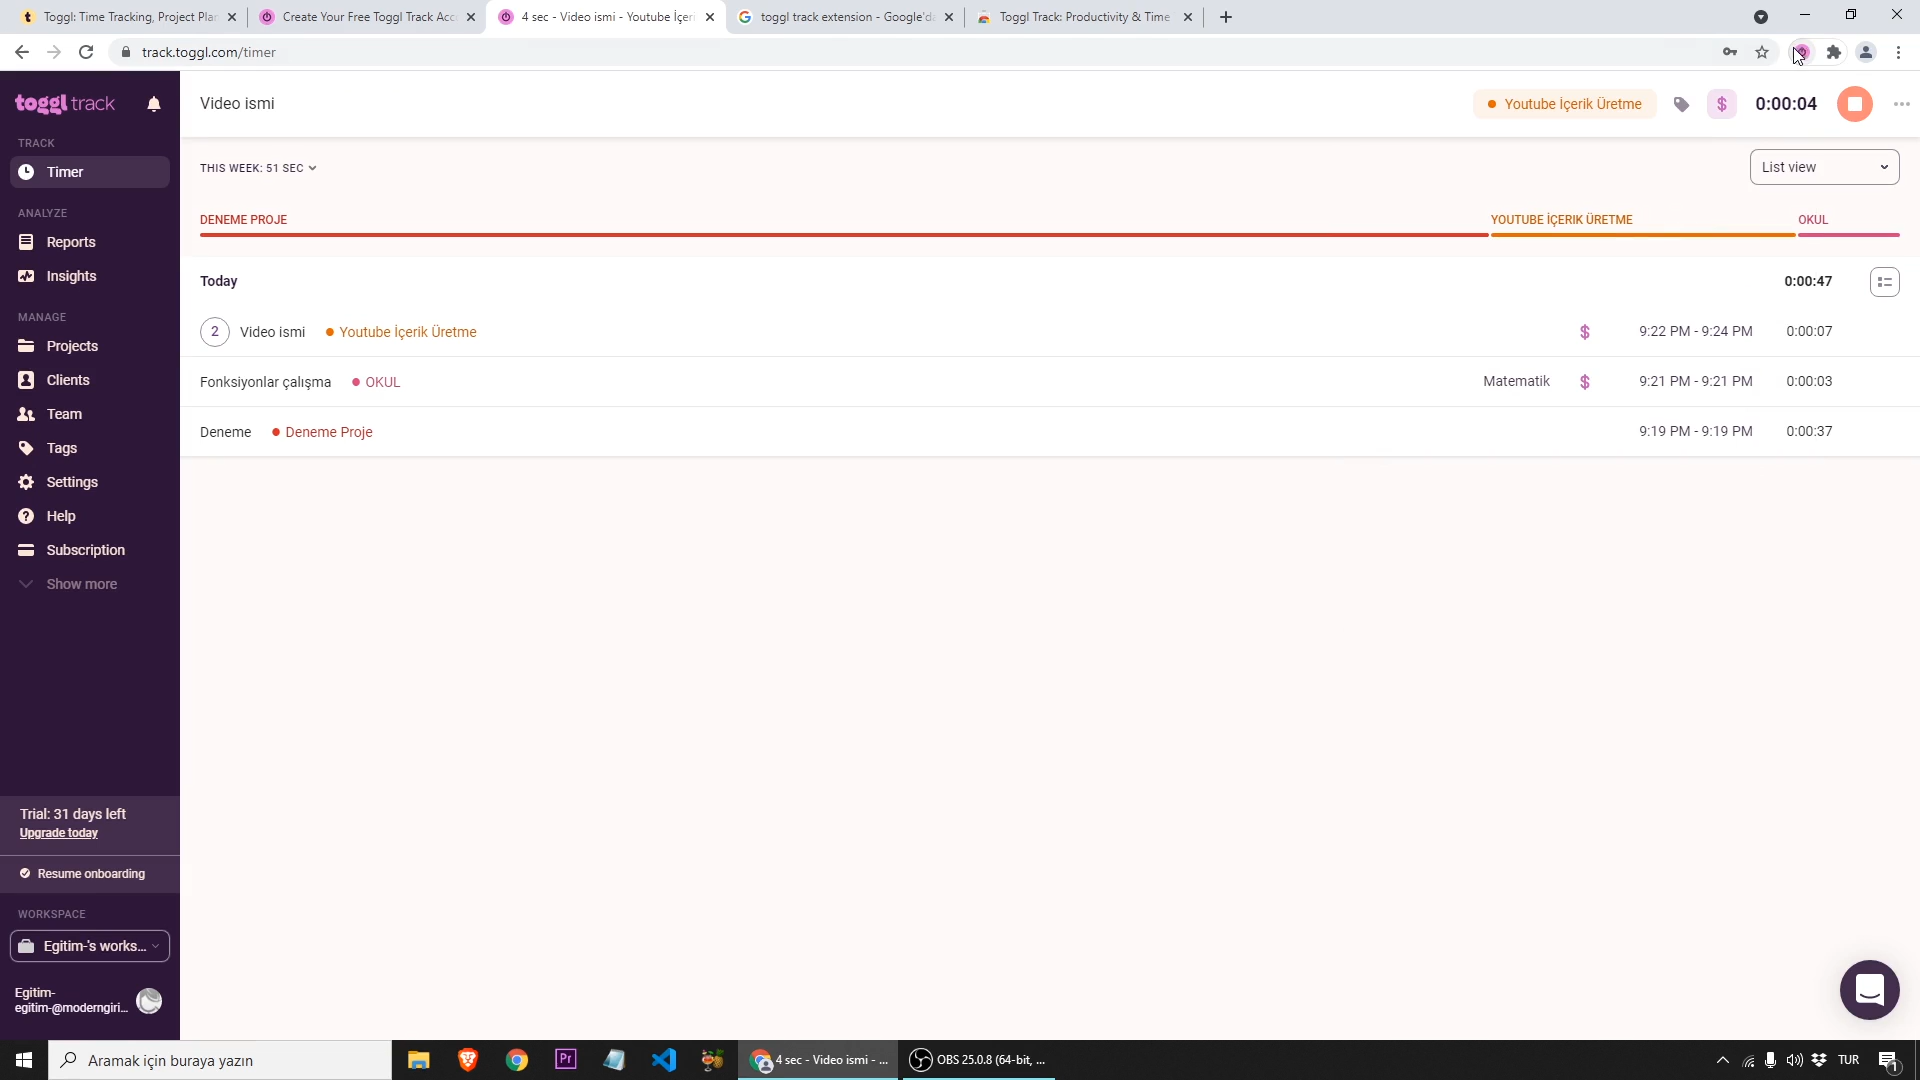 Toggl: Time Tracking, Project Plan
Create Your Free Toggl Track Acc
4 sec - Video ismi - Youtube İçeri
toggl track extension - Google'da
Toggl Track: Productivity & Time
track.toggl.com/timer
toggl track
Video ismi
Youtube İçerik Üretme
$
0:00:04
TRACK
Timer
THIS WEEK: 51 SEC
List view
ANALYZE
Reports
Insights
DENEME PROJE
YOUTUBE İÇERIK ÜRETME
OKUL
Today
0:00:47
MANAGE
Projects
Clients
Team
Tags
Settings
Help
Subscription
Show more
2 Video ismi Youtube İçerik Üretme $ 9:22 PM - 9:24 PM 0:00:07
Fonksiyonlar çalışma OKUL Matematik $ 9:21 PM - 9:21 PM 0:00:03
Deneme Deneme Proje 9:19 PM - 9:19 PM 0:00:37
Trial: 31 days left
Upgrade today
Resume onboarding
WORKSPACE
Egitim-'s works...
Egitim-
egitim-@moderngiri...
Aramak için buraya yazın
Pr
4 sec - Video ismi - ...
OBS 25.0.8 (64-bit, ...
TUR
1